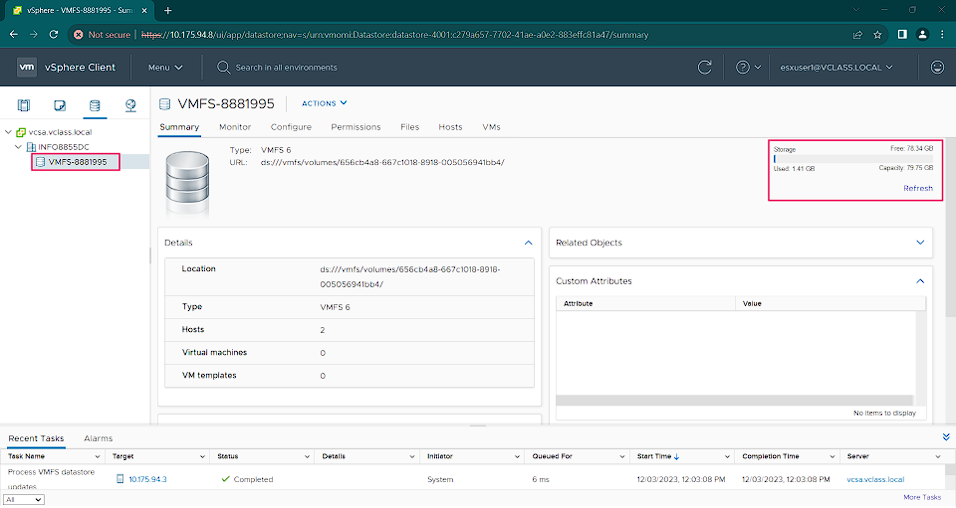 vSphere - VMFS-8881995 - Sum
Not secure https://10.175.94.8/ui/app/datastore;nav=s/urn:vmomi:Datastore:datastore-4001:c279a657-7702-41ae-a0e2-883effc81a47/summary
vm vSphere Client Menu Search in all environments esxuser1@VCLASS.LOCAL
VMFS-8881995 ACTIONS
Summary Monitor Configure Permissions Files Hosts VMs
vcsa.vclass.local
INFO8855DC
VMFS-8881995
Type: VMFS 6
URL: ds:///vmfs/volumes/656cb4a8-667c1018-8918-005056941bb4/
Storage Free: 78.34 GB
Used: 1.41 GB Capacity: 79.75 GB
Refresh
Details
Location ds:///vmfs/volumes/656cb4a8-667c1018-8918-
005056941bb4/
Type VMFS 6
Hosts 2
Virtual machines 0
VM templates 0
Related Objects
Custom Attributes
Attribute Value
No items to display
Recent Tasks Alarms
Task Name Target Status Details Initiator Queued For Start Time Completion Time Server
Process VMFS datastore
updates 10.175.94.3 Completed System 6 ms 12/03/2023, 12:03:08 PM 12/03/2023, 12:03:08 PM vcsa.vclass.local
All More Tasks